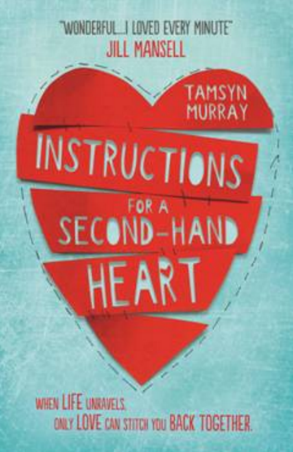 "WONDERFUL...I LOVED EVERY MINUTE"
JILL MANSELL
TAMSYN
MURRAY
INSTRUCTIONS
FOR A
SECOND-HAND
HEART
WHEN LIFE UNRAVELS,
ONLY LOVE CAN STITCH YOU BACK TOGETHER.